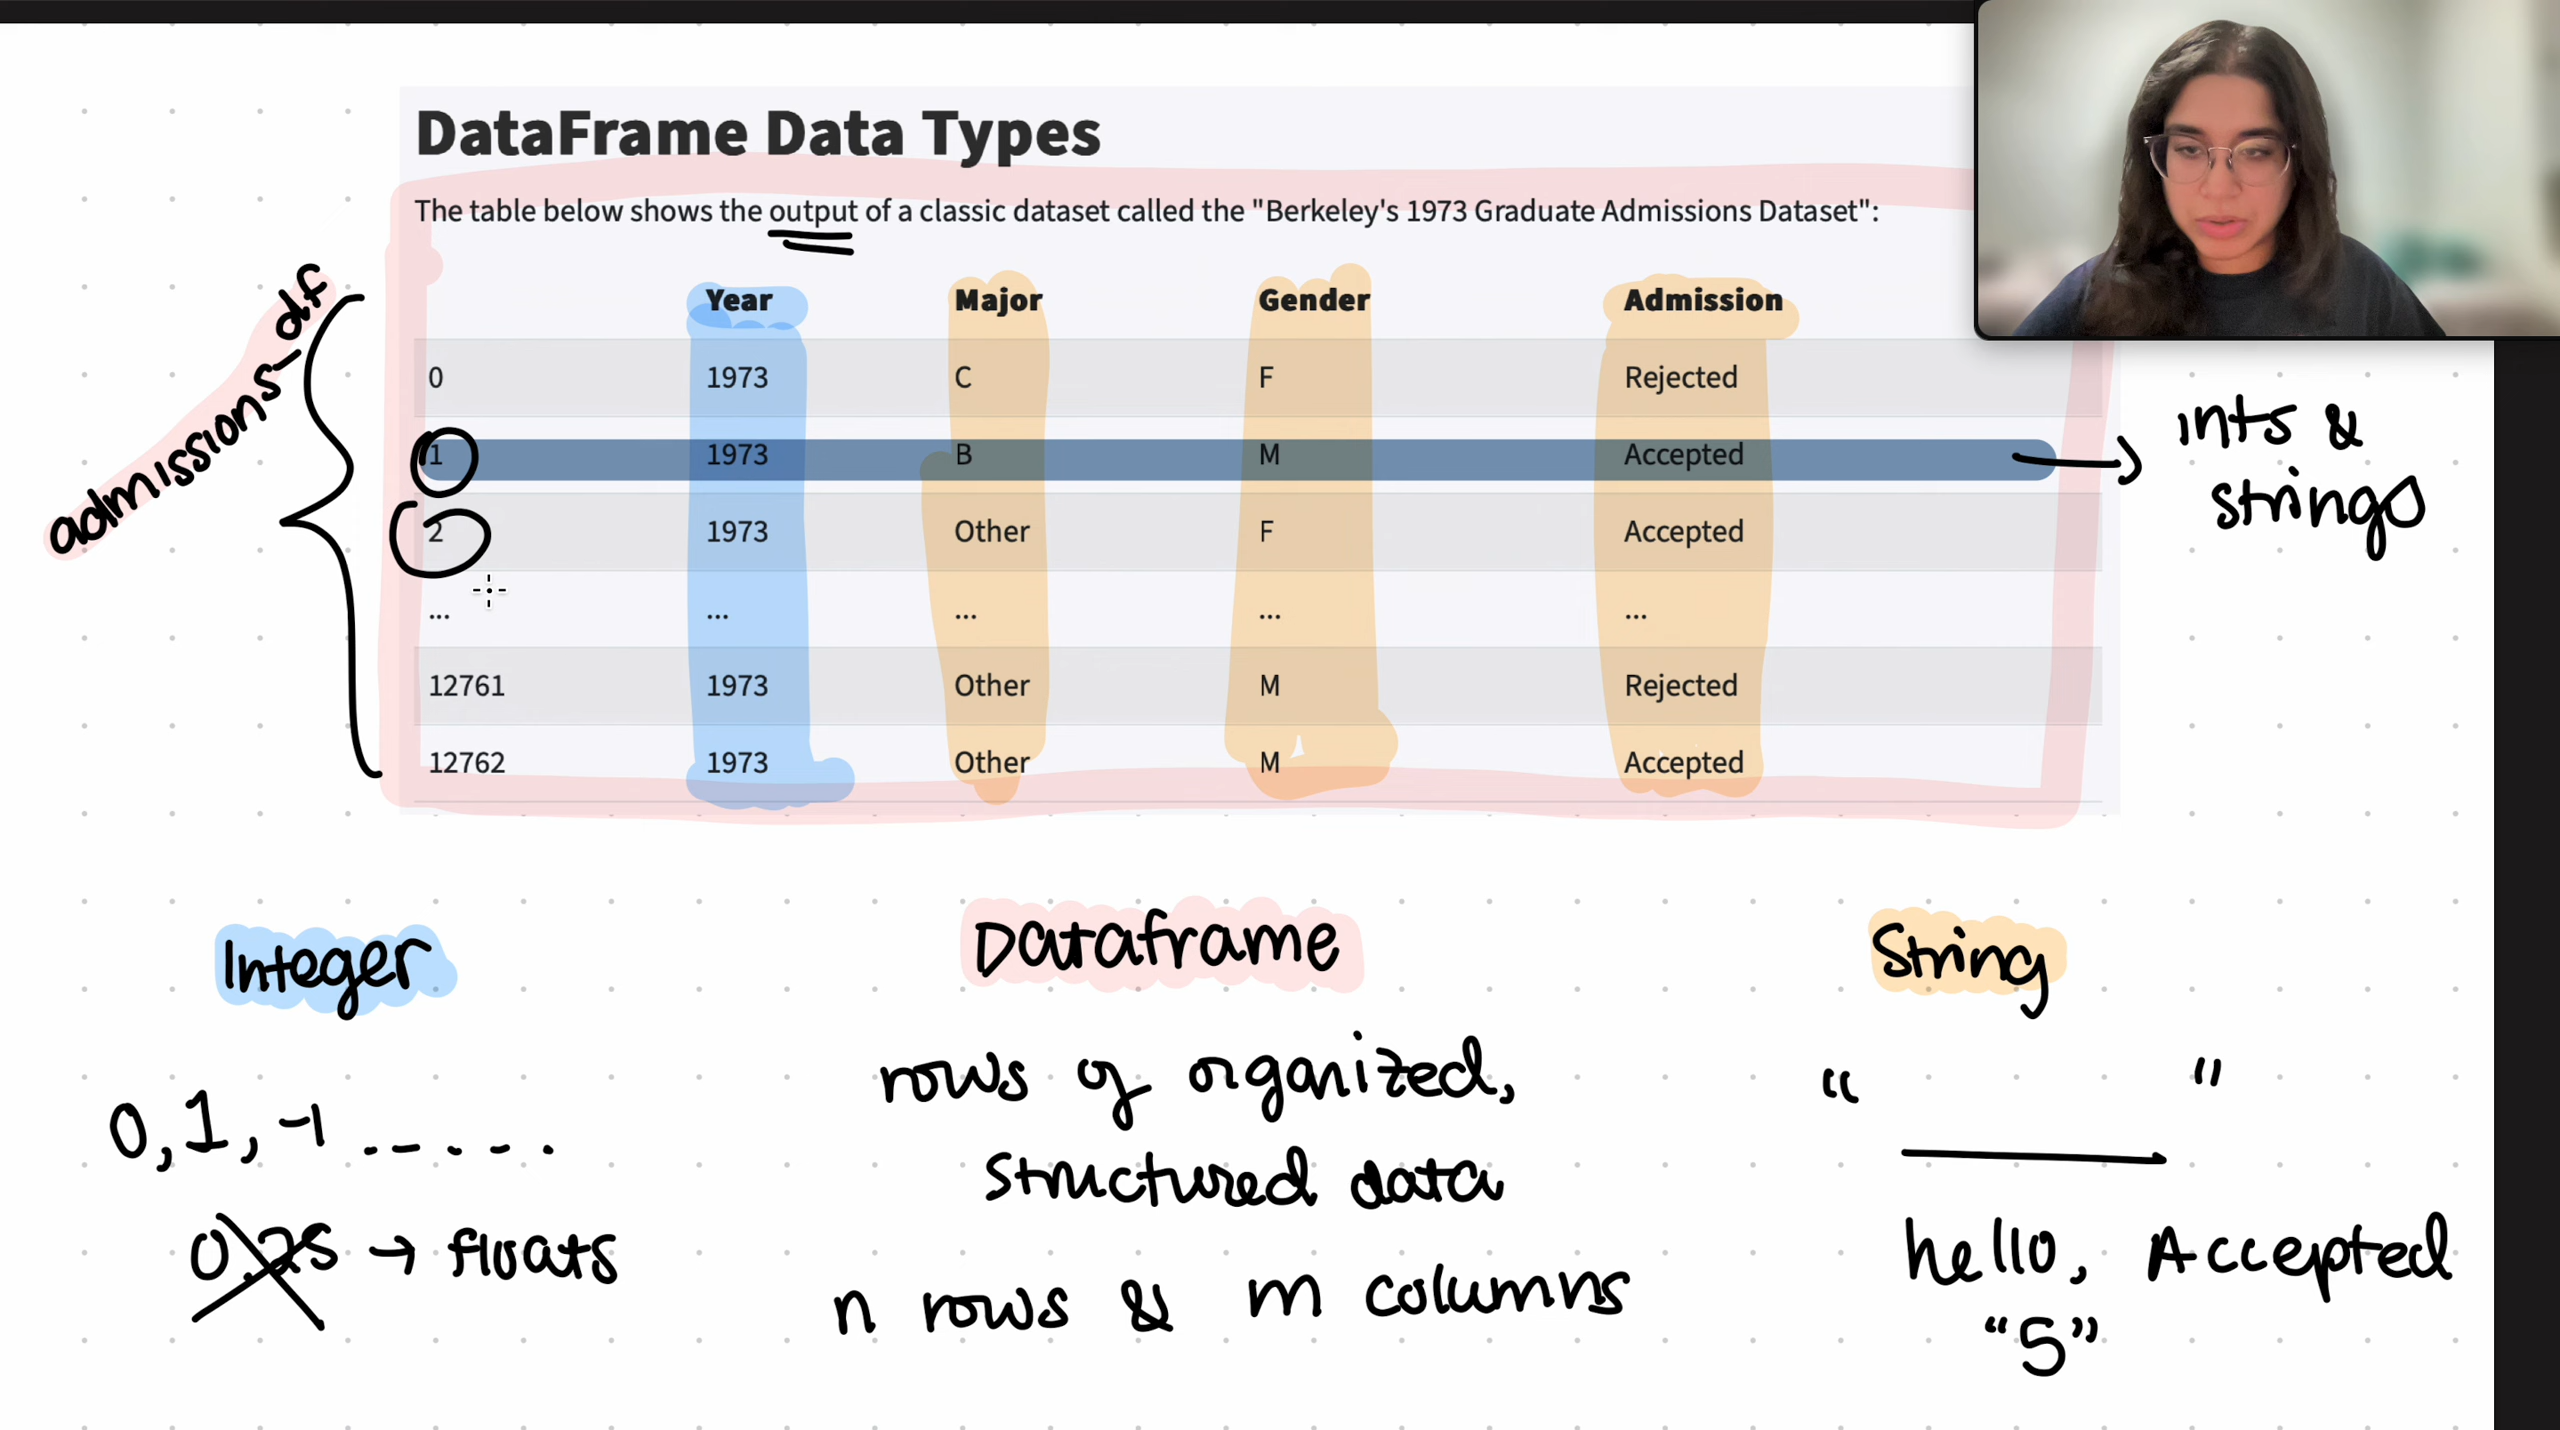 DataFrame Data Types
The table below shows the output of a classic dataset called the "Berkeley's 1973 Graduate Admissions Dataset":
admissions_df
Year Major Gender Admission
0 1973 C F Rejected
1 1973 B M Accepted
2 1973 Other F Accepted
... ... ... ... ...
12761 1973 Other M Rejected
12762 1973 Other M Accepted
ints &
strings
Integer
0, 1, -1 .-.-.
0.25 → floats
Dataframe
rows of organized,
structured data
n rows & m columns
String
" "
hello, Accepted
"5"